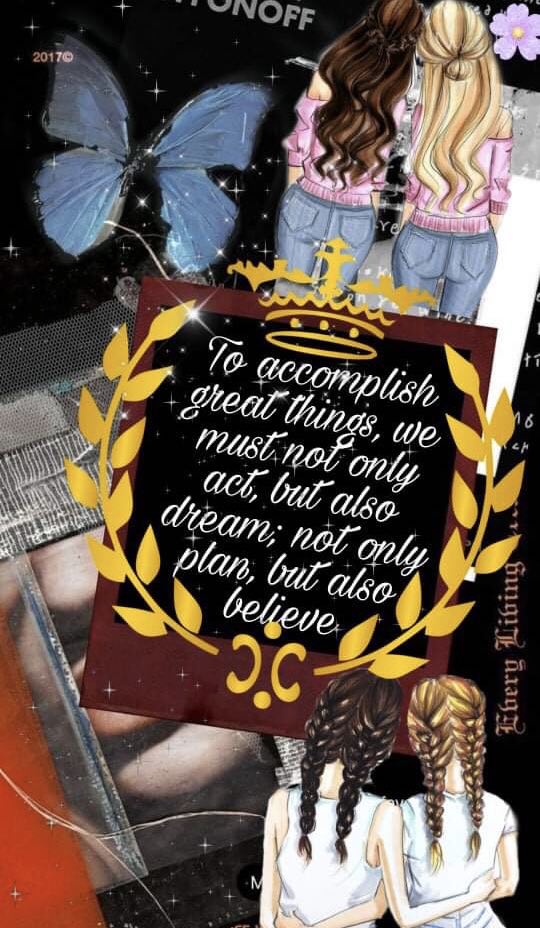 2017©
To accomplish
great things, we
must not only
act, but also
dream; not only
plan, but also
believe
Every Living